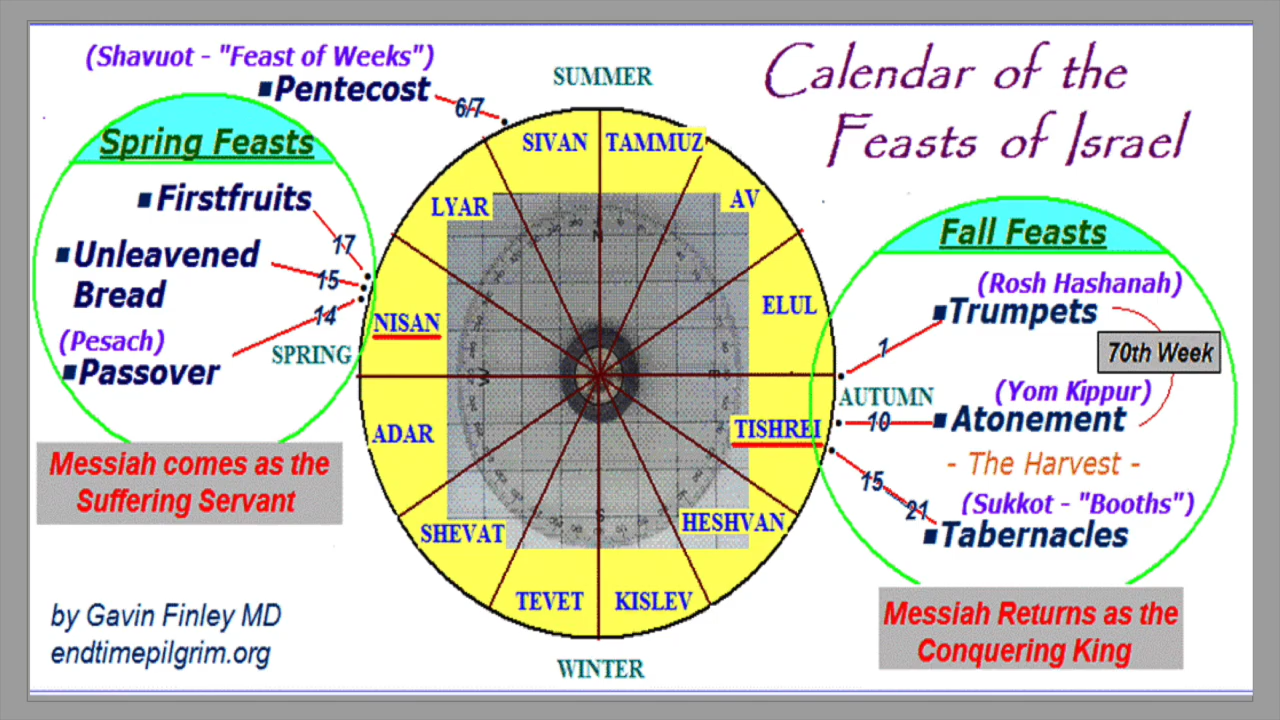 Calendar of the
Feasts of Israel
(Shavuot - "Feast of Weeks")
▪Pentecost
6/7
Spring Feasts
▪Firstfruits
17
▪Unleavened
Bread
15
14
(Pesach)
▪Passover
SPRING
Messiah comes as the
Suffering Servant
by Gavin Finley MD
endtimepilgrim.org
SUMMER
SIVAN
TAMMUZ
LYAR
AV
NISAN
ELUL
ADAR
TISHREI
SHEVAT
HESHVAN
TEVET
KISLEV
WINTER
N
W
E
S
Fall Feasts
(Rosh Hashanah)
▪Trumpets
1
70th Week
AUTUMN
(Yom Kippur)
10
▪Atonement
- The Harvest -
15
21
(Sukkot - "Booths")
▪Tabernacles
Messiah Returns as the
Conquering King